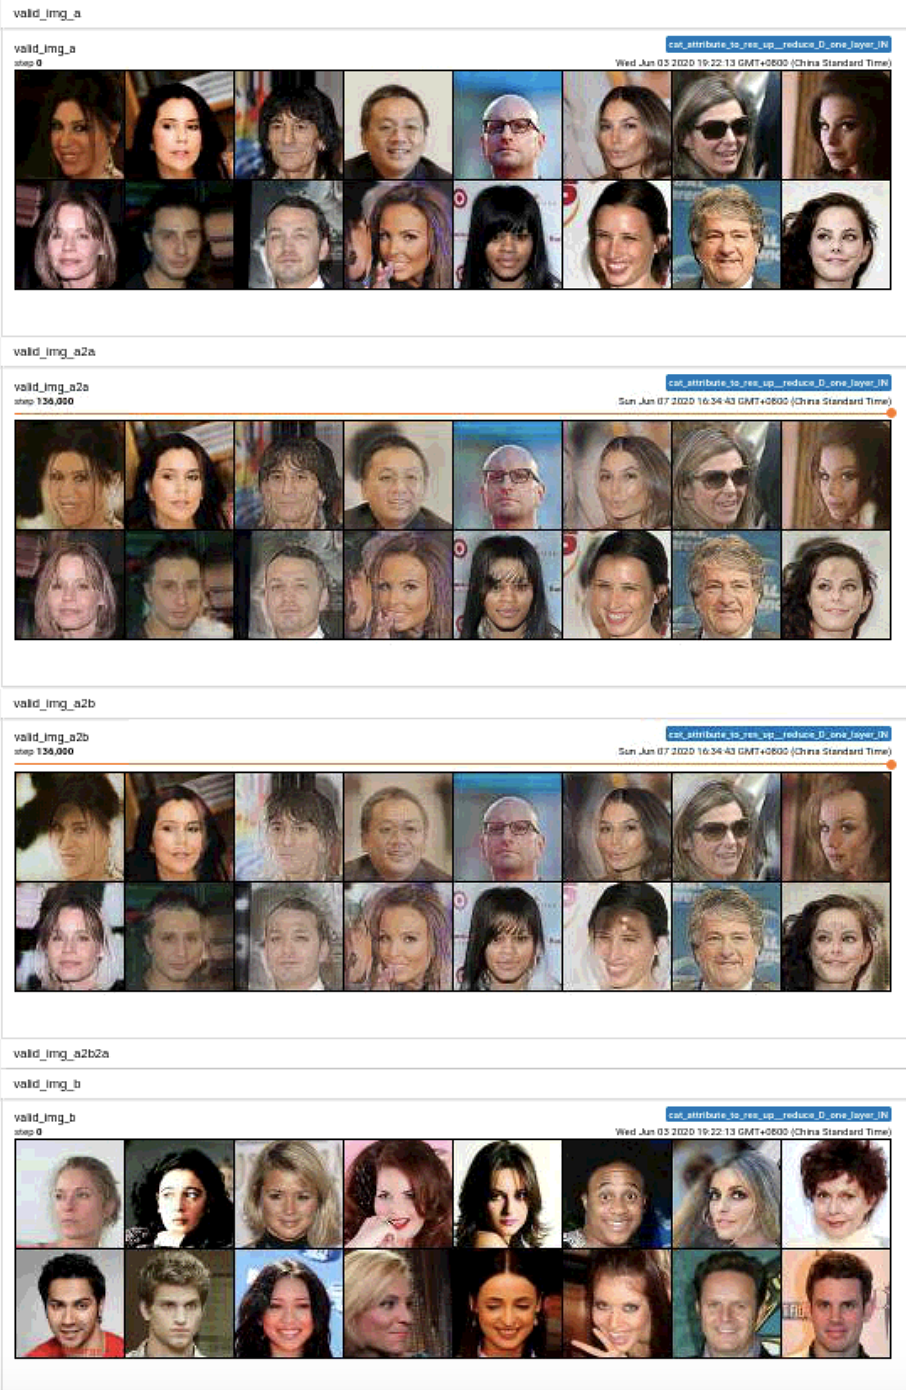 valid_img_a
valid_img_a
cat_attribute_to_res_up__reduce_D_one_layer_IN
step 0
Wed Jun 03 2020 19:22:13 GMT+0800 (China Standard Time)
valid_img_a2a
valid_img_a2a
cat_attribute_to_res_up__reduce_D_one_layer_IN
step 136,000
Sun Jun 07 2020 16:34:43 GMT+0800 (China Standard Time)
valid_img_a2b
valid_img_a2b
cat_attribute_to_res_up__reduce_D_one_layer_IN
step 136,000
Sun Jun 07 2020 16:34:43 GMT+0800 (China Standard Time)
valid_img_a2b2a
valid_img_b
valid_img_b
cat_attribute_to_res_up__reduce_D_one_layer_IN
step 0
Wed Jun 03 2020 19:22:13 GMT+0800 (China Standard Time)